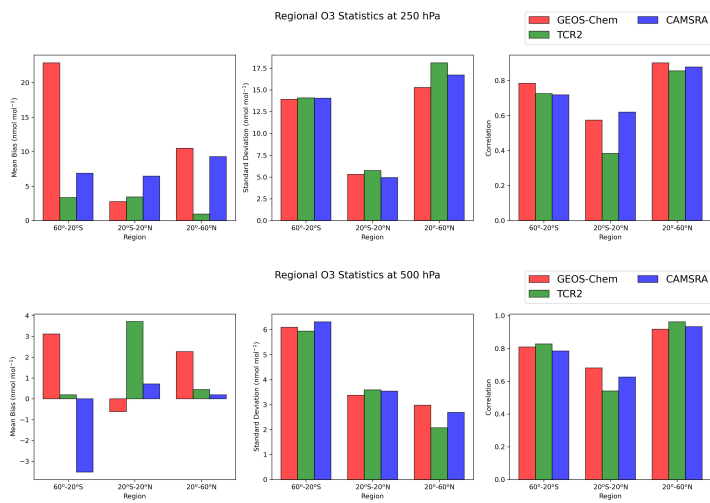 Regional O3 Statistics at 250 hPa
GEOS-Chem
TCR2
CAMSRA
Mean Bias (nmol mol⁻¹)
20
15
10
5
0
60°-20°S
20°S-20°N
20°-60°N
Region
Standard Deviation (nmol mol⁻¹)
17.5
15.0
12.5
10.0
7.5
5.0
2.5
0.0
60°-20°S
20°S-20°N
20°-60°N
Region
Correlation
0.8
0.6
0.4
0.2
0.0
60°-20°S
20°S-20°N
20°-60°N
Region
Regional O3 Statistics at 500 hPa
GEOS-Chem
TCR2
CAMSRA
Mean Bias (nmol mol⁻¹)
4
3
2
1
0
−1
−2
−3
60°-20°S
20°S-20°N
20°-60°N
Region
Standard Deviation (nmol mol⁻¹)
6
5
4
3
2
1
0
60°-20°S
20°S-20°N
20°-60°N
Region
Correlation
1.0
0.8
0.6
0.4
0.2
0.0
60°-20°S
20°S-20°N
20°-60°N
Region